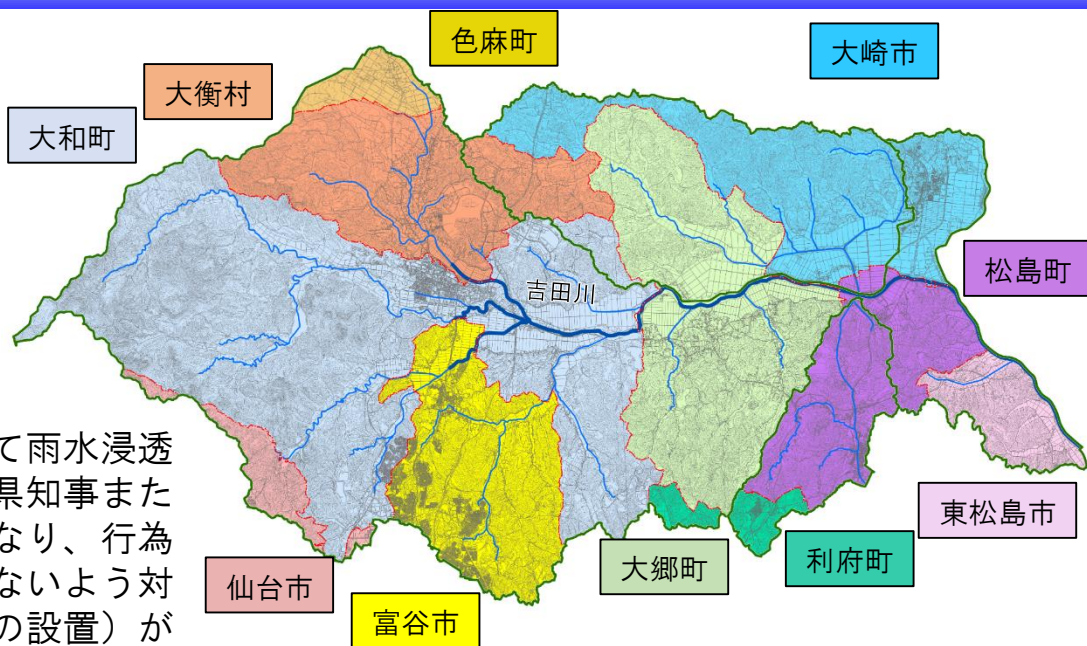 色麻町
大崎市
大衡村
大和町
松島町
吉田川
て雨水浸透
県知事また
なり、行為
ないよう対
の設置）が
東松島市
利府町
大郷町
仙台市
富谷市